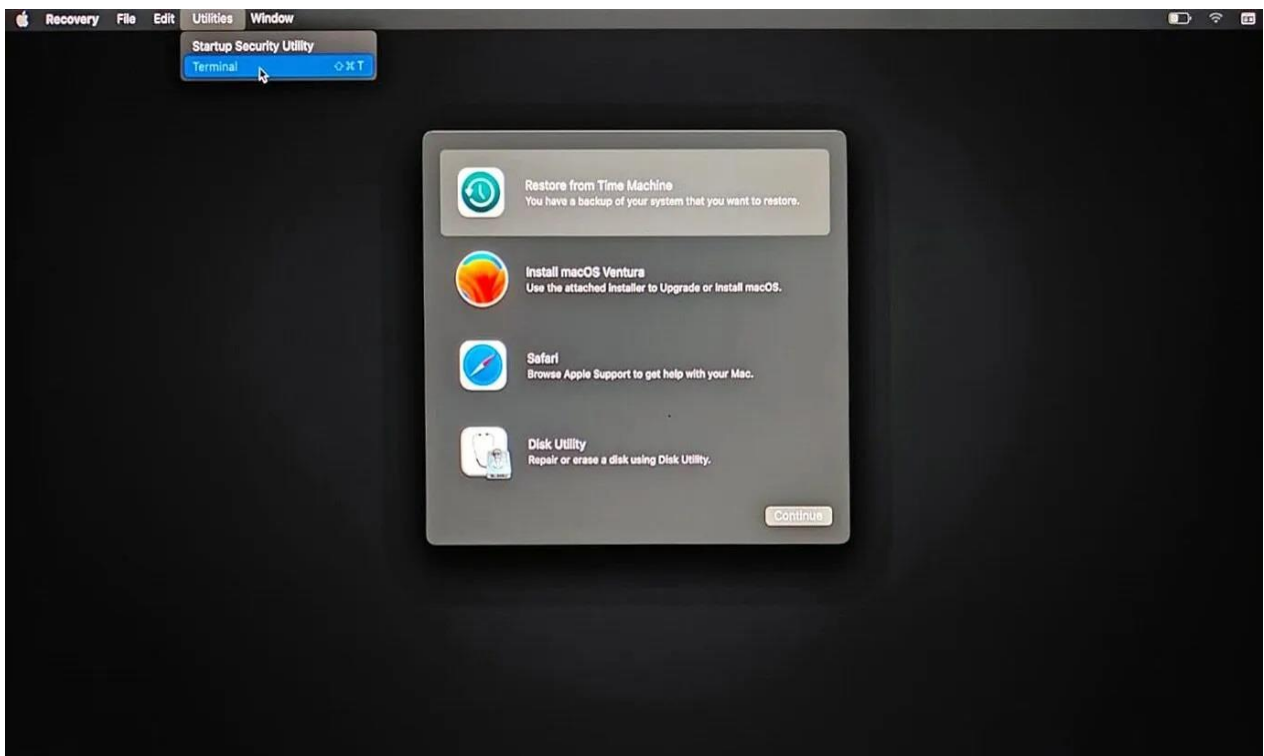 Recovery File Edit Utilities Window
Startup Security Utility
Terminal ⇧⌘T
Restore from Time Machine
You have a backup of your system that you want to restore.
Install macOS Ventura
Use the attached Installer to Upgrade or Install macOS.
Safari
Browse Apple Support to get help with your Mac.
Disk Utility
Repair or erase a disk using Disk Utility.
Continue